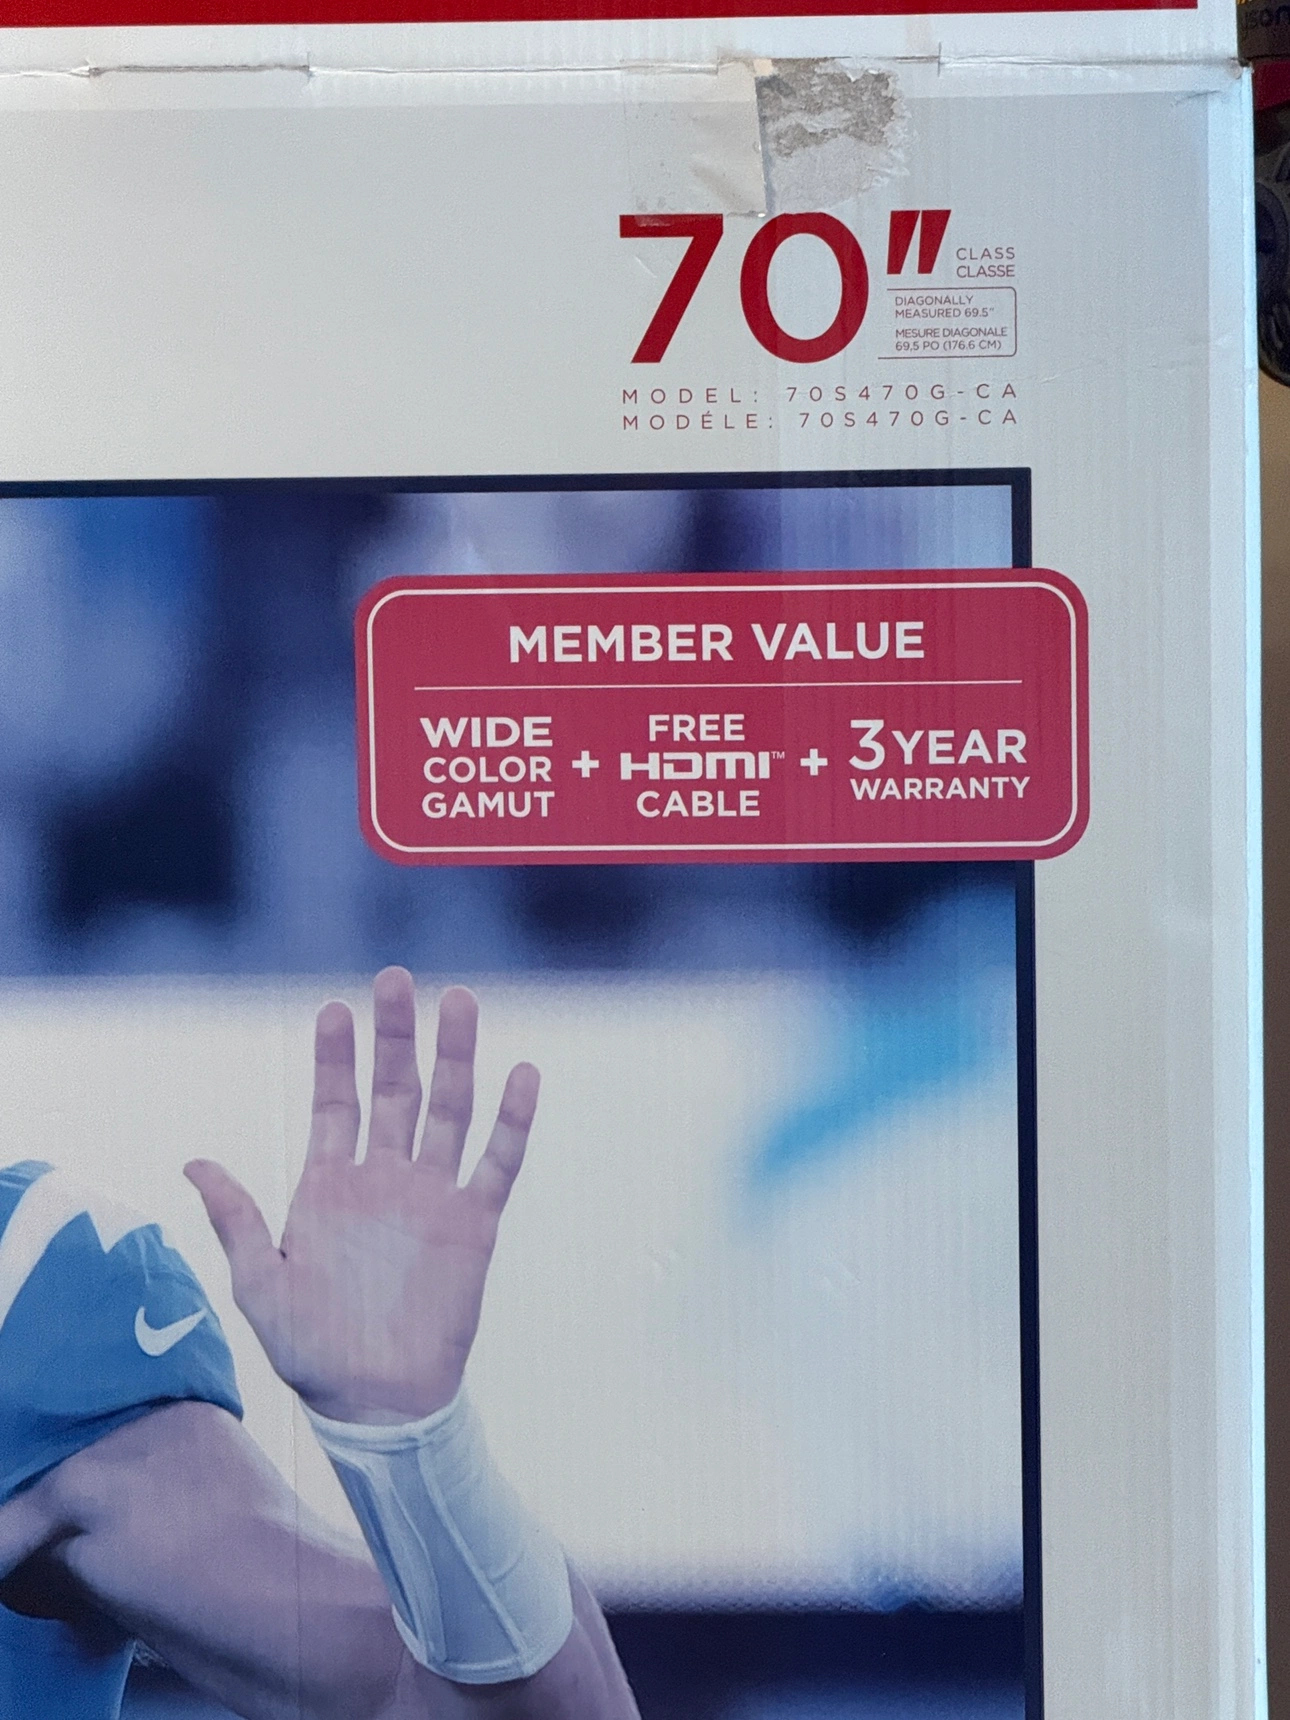 70"
CLASS
CLASSE
DIAGONALLY
MEASURED 69.5"
MESURE DIAGONALE
69,5 PO (176.6 CM)
MODEL: 70S470G-CA
MODÉLE: 70S470G-CA
MEMBER VALUE
WIDE
COLOR
GAMUT
+
FREE
HDMI™
CABLE
+
3 YEAR
WARRANTY